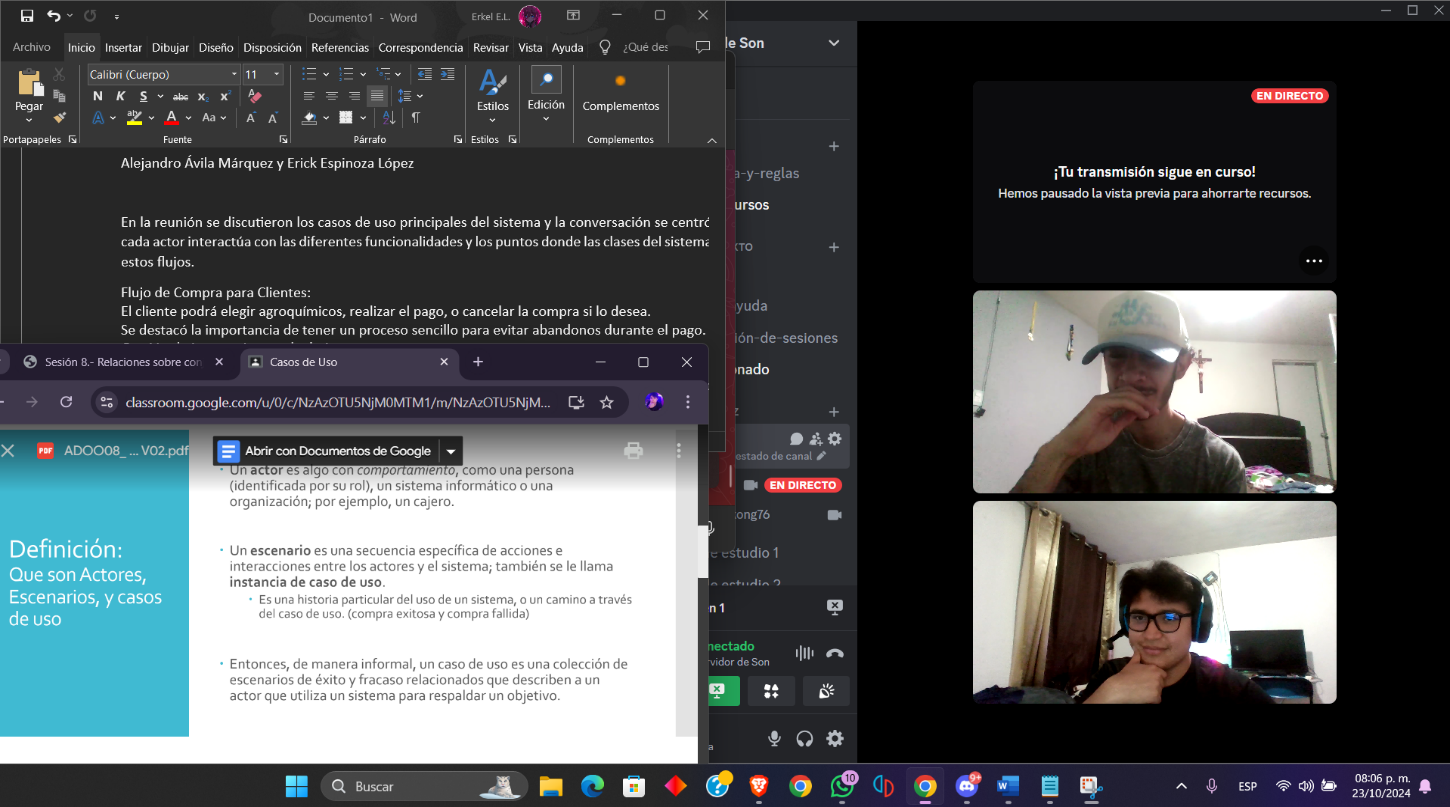 Documento1 - Word
Erkel E.L.
Archivo Inicio Insertar Dibujar Diseño Disposición Referencias Correspondencia Revisar Vista Ayuda ¿Qué des
Calibri (Cuerpo) 11
Pegar
N K S abc x₂ x²
A aby A Aa A A
Estilos
Edición
Complementos
Portapapeles Fuente Párrafo Estilos Complementos
Alejandro Ávila Márquez y Erick Espinoza López
En la reunión se discutieron los casos de uso principales del sistema y la conversación se centró
cada actor interactúa con las diferentes funcionalidades y los puntos donde las clases del sistema
estos flujos.
Flujo de Compra para Clientes:
El cliente podrá elegir agroquímicos, realizar el pago, o cancelar la compra si lo desea.
Se destacó la importancia de tener un proceso sencillo para evitar abandonos durante el pago.
Sesión 8.- Relaciones sobre con
Casos de Uso
classroom.google.com/u/0/c/NzAzOTU5NjM0MTM1/m/NzAzOTU5NjM...
PDF ADOO08_ ... V02.pdf
Abrir con Documentos de Google
Definición:
Que son Actores,
Escenarios, y casos
de uso
Un actor es algo con comportamiento, como una persona
(identificada por su rol), un sistema informático o una
organización; por ejemplo, un cajero.
Un escenario es una secuencia específica de acciones e
interacciones entre los actores y el sistema; también se le llama
instancia de caso de uso.
Es una historia particular del uso de un sistema, o un camino a través
del caso de uso. (compra exitosa y compra fallida)
Entonces, de manera informal, un caso de uso es una colección de
escenarios de éxito y fracaso relacionados que describen a un
actor que utiliza un sistema para respaldar un objetivo.
de Son
a-y-reglas
ursos
XTO
yuda
ión-de-sesiones
onado
Z
estado de canal
EN DIRECTO
ong76
e estudio 1
e estudio 2
n 1
nectado
rvidor de Son
a
EN DIRECTO
¡Tu transmisión sigue en curso!
Hemos pausado la vista previa para ahorrarte recursos.
Buscar
10
9+
ESP
08:06 p. m.
23/10/2024